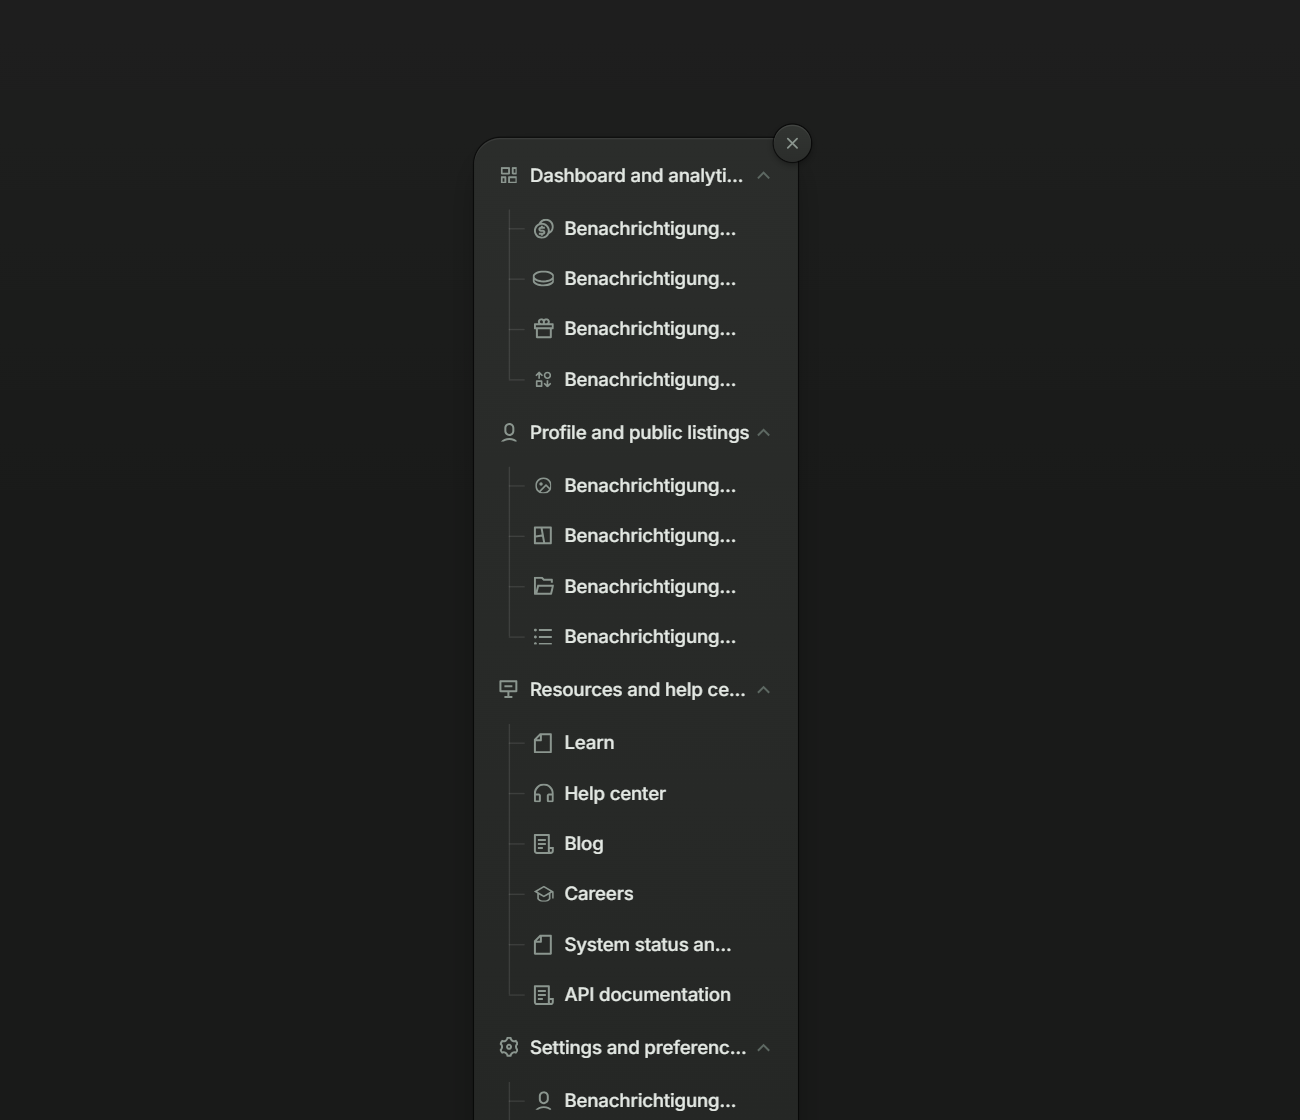 Dashboard and analyti...
Benachrichtigung...
Benachrichtigung...
Benachrichtigung...
Benachrichtigung...
Profile and public listings
Benachrichtigung...
Benachrichtigung...
Benachrichtigung...
Benachrichtigung...
Resources and help ce...
Learn
Help center
Blog
Careers
System status an...
API documentation
Settings and preferenc...
Benachrichtigung...